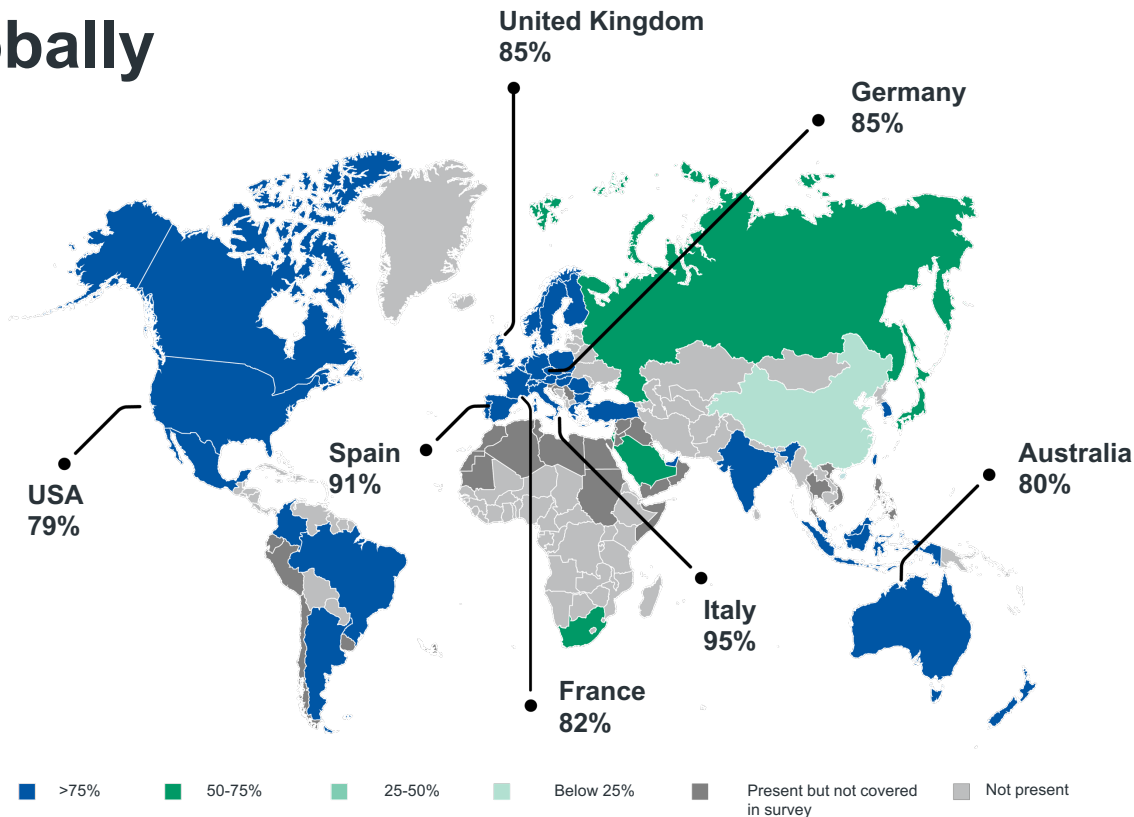 obally
United Kingdom
85%
Germany
85%
USA
79%
Spain
91%
Australia
80%
Italy
95%
France
82%
>75%
50-75%
25-50%
Below 25%
Present but not covered
in survey
Not present